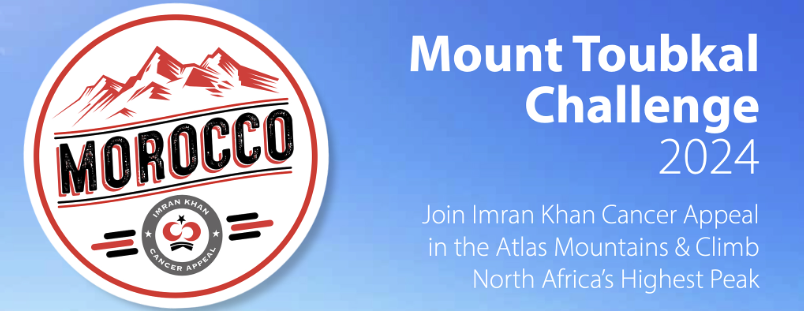 MOROCCO
IMRAN KHAN
CANCER APPEAL
Mount Toubkal
Challenge
2024
Join Imran Khan Cancer Appeal
in the Atlas Mountains & Climb
North Africa’s Highest Peak